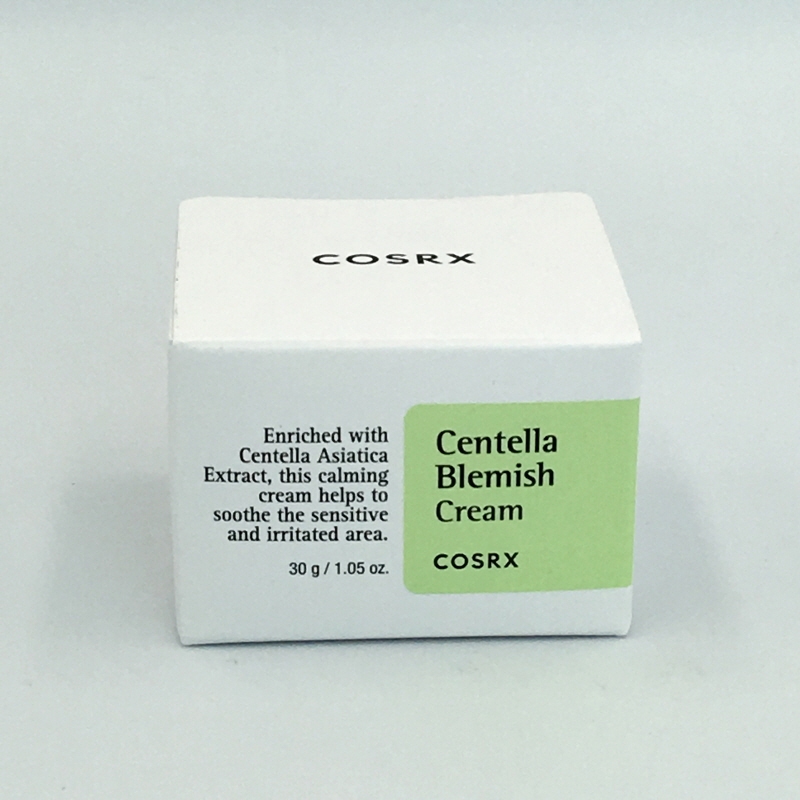 COSRX
Enriched with
Centella Asiatica
Extract, this calming
cream helps to
soothe the sensitive
and irritated area.
30 g / 1.05 oz.
Centella
Blemish
Cream
COSRX